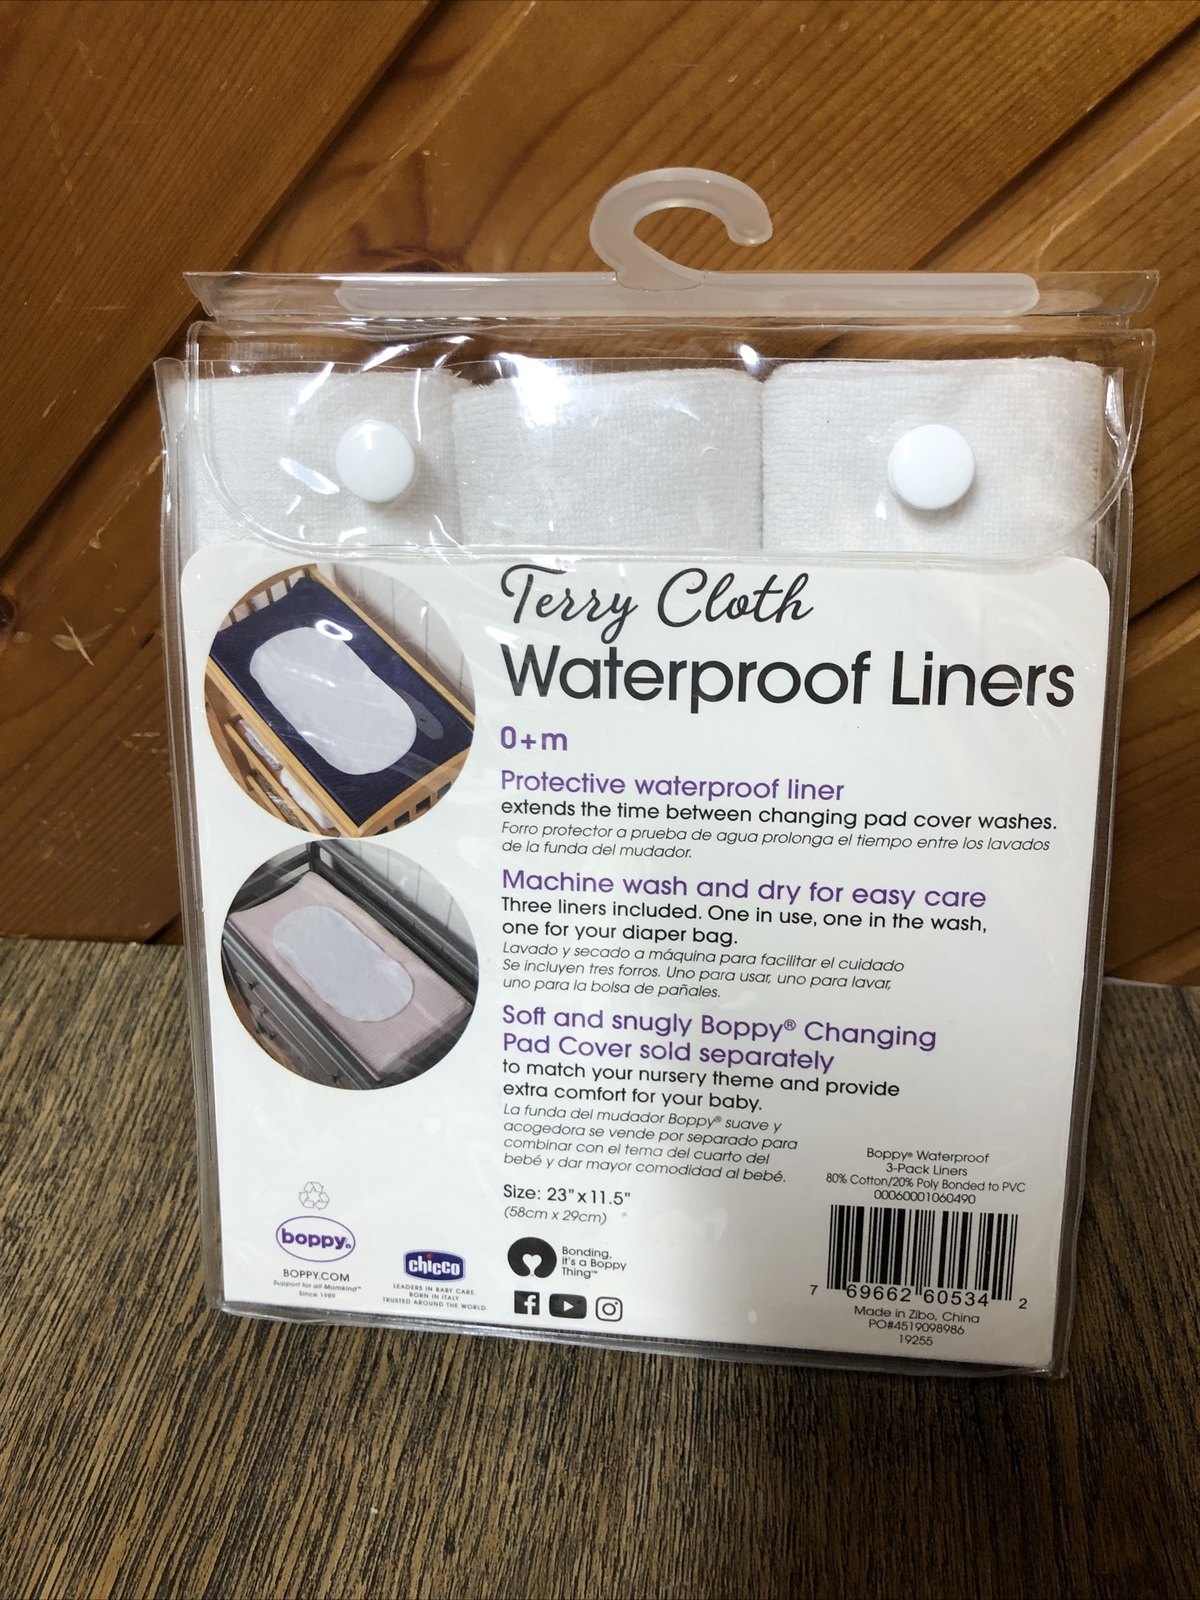 Terry Cloth
Waterproof Liners
0+m
Protective waterproof liner
extends the time between changing pad cover washes.
Forro protector a prueba de agua prolonga el tiempo entre los lavados
de la funda del mudador.
Machine wash and dry for easy care
Three liners included. One in use, one in the wash,
one for your diaper bag.
Lavado y secado a máquina para facilitar el cuidado
Se incluyen tres forros. Uno para usar, uno para lavar,
uno para la bolsa de pañales.
Soft and snugly Boppy® Changing
Pad Cover sold separately
to match your nursery theme and provide
extra comfort for your baby.
La funda del mudador Boppy® suave y
acogedora se vende por separado para
combinar con el tema del cuarto del
bebé y dar mayor comodidad al bebé.
Size: 23" x 11.5"
(58cm x 29cm)
Boppy® Waterproof
3-Pack Liners
80% Cotton/20% Poly Bonded to PVC
00060001060490
7 69662 60534 2
Made in Zibo, China
PO#4519098986
19255
boppy®
BOPPY.COM
Support for all Momkind™
Since 1989
chicco
LEADERS IN BABY CARE.
BORN IN ITALY.
TRUSTED AROUND THE WORLD.
Bonding.
It's a Boppy
Thing™